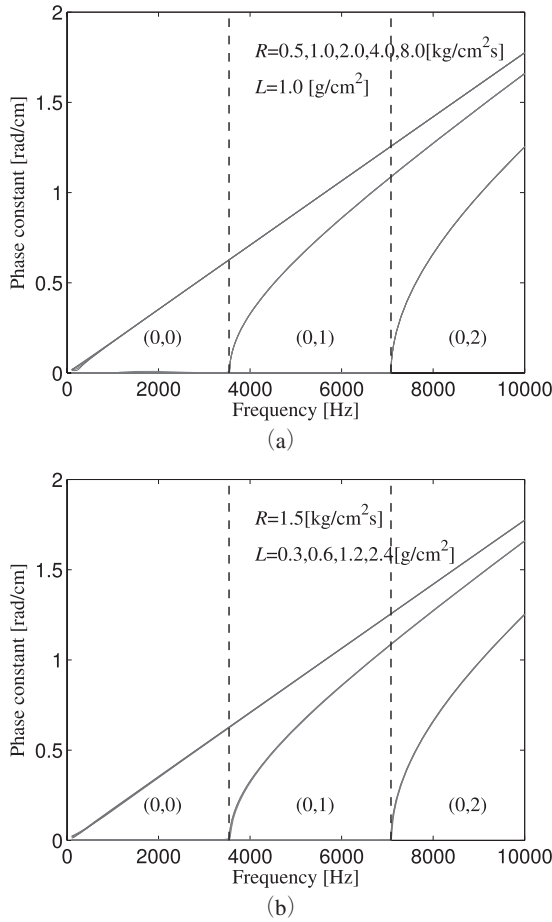 2
R=0.5,1.0,2.0,4.0,8.0[kg/cm²s]
L=1.0 [g/cm²]
1.5
1
0.5
0
Phase constant [rad/cm]
(0,0) (0,1) (0,2)
0 2000 4000 6000 8000 10000
Frequency [Hz]
(a)
2
R=1.5[kg/cm²s]
L=0.3,0.6,1.2,2.4[g/cm²]
1.5
1
0.5
0
Phase constant [rad/cm]
(0,0) (0,1) (0,2)
0 2000 4000 6000 8000 10000
Frequency [Hz]
(b)